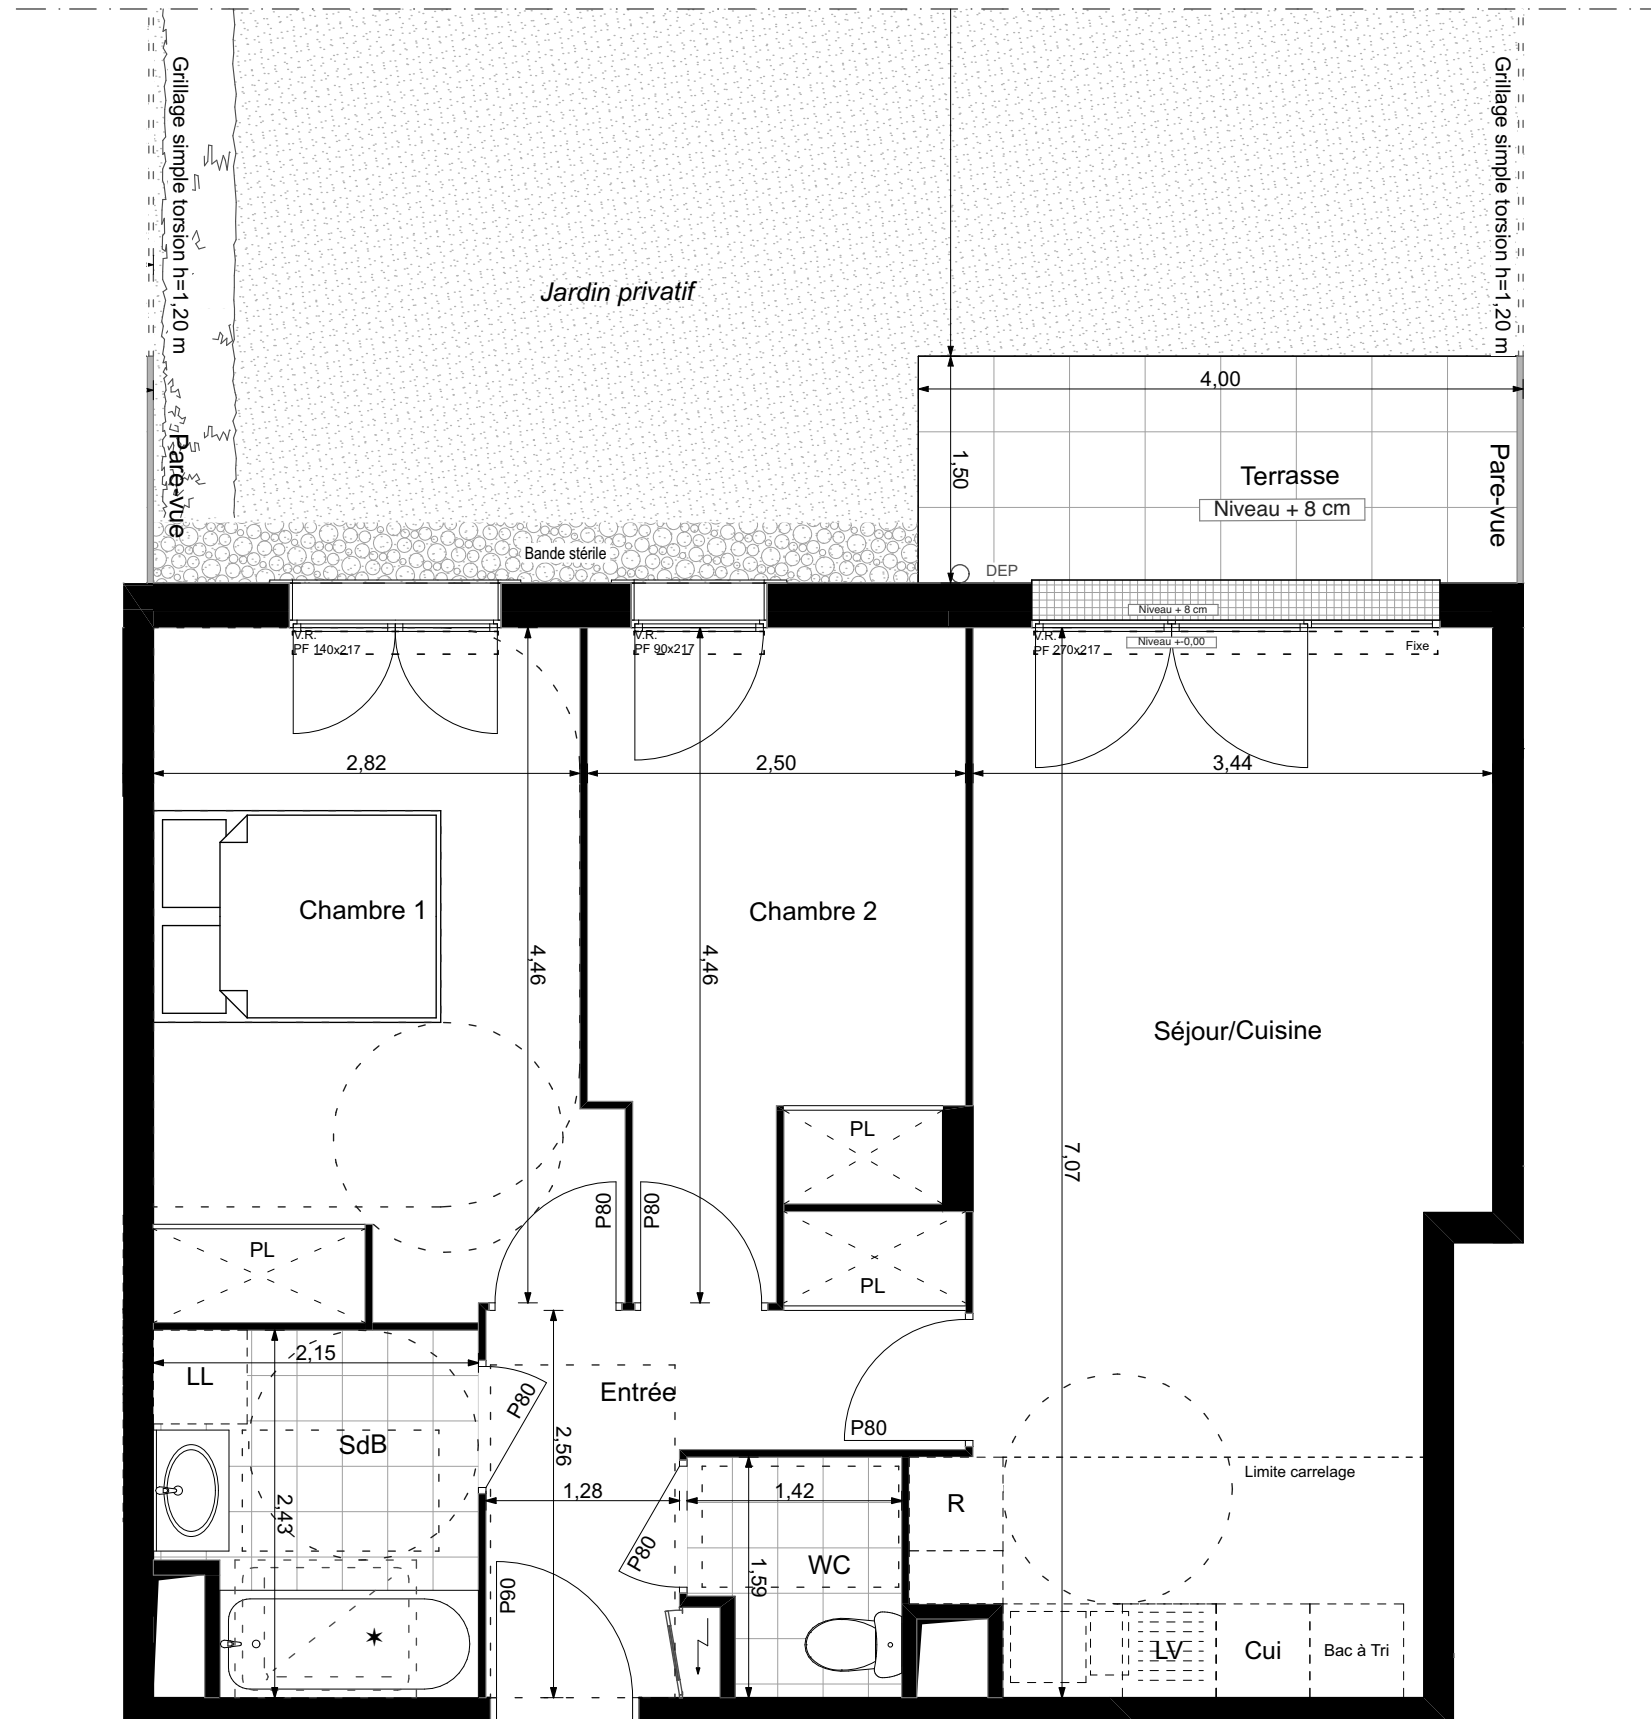 Grillage simple torsion h=1,20 m
Grillage simple torsion h=1,20 m
Jardin privatif
4,00
Pare-vue
1,50
Terrasse
Niveau + 8 cm
Pare-vue
Bande stérile
DEP
Niveau + 8 cm
V.R.
PF 140x217
V.R.
PF 90x217
V.R.
PF 270x217
Niveau +-0,00
Fixe
2,82
2,50
3,44
Chambre 1
Chambre 2
4,46
4,46
Séjour/Cuisine
PL
7,07
P80
P80
PL
PL
2,15
LL
P80
Entrée
P80
SdB
2,56
Limite carrelage
1,28
1,42
R
2,43
P80
WC
1,59
P90
LV
Cui
Bac à Tri